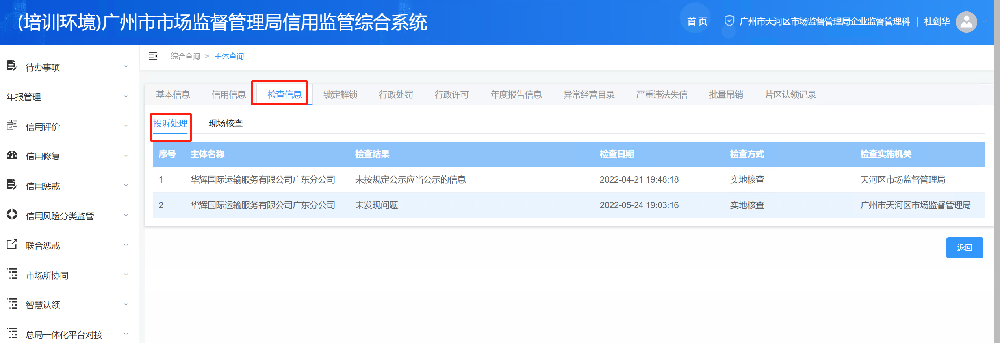 (培训环境)广州市市场监督管理局信用监管综合系统
首 页
广州市天河区市场监督管理局企业监督管理科 | 杜剑华
综合查询 > 主体查询
待办事项
年报管理
信用评价
信用修复
信用惩戒
信用风险分类监管
联合惩戒
市场所协同
智慧认领
总局一体化平台对接
基本信息 信用信息 检查信息 锁定解锁 行政处罚 行政许可 年度报告信息 异常经营目录 严重违法失信 批量吊销 片区认领记录
投诉处理 现场核查
序号 主体名称 检查结果 检查日期 检查方式 检查实施机关
1 华辉国际运输服务有限公司广东分公司 未按规定公示应当公示的信息 2022-04-21 19:48:18 实地核查 天河区市场监督管理局
2 华辉国际运输服务有限公司广东分公司 未发现问题 2022-05-24 19:03:16 实地核查 广州市天河区市场监督管理局
返回